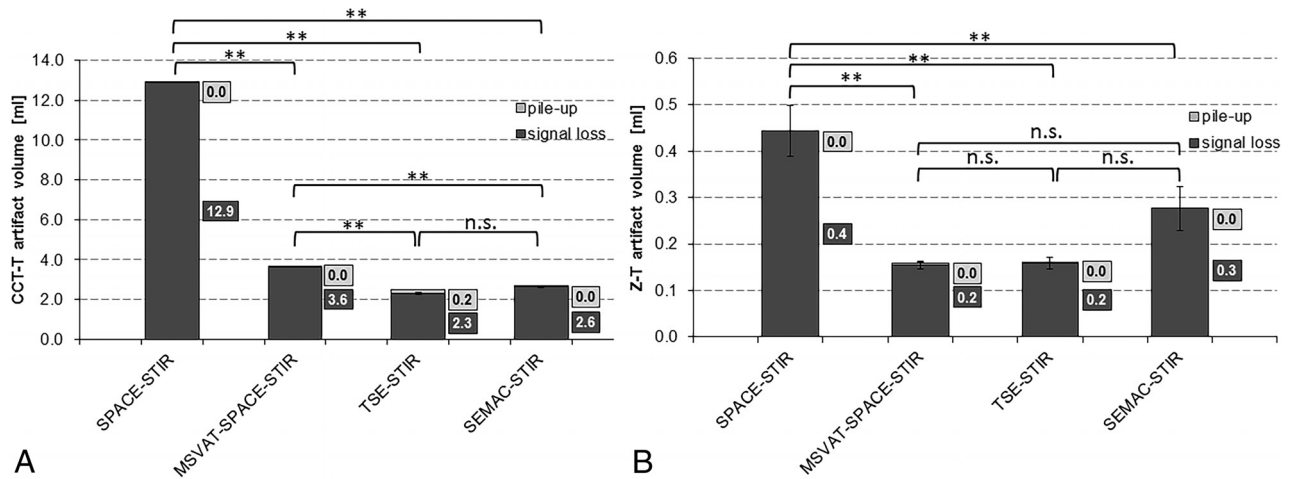 **
**
**
14.0
12.0
10.0
8.0
6.0
4.0
2.0
0.0
CCT-T artifact volume [ml]
pile-up
signal loss
0.0
12.9
**
**
n.s.
0.0
3.6
0.2
2.3
0.0
2.6
SPACE-STIR
MSVAT-SPACE-STIR
TSE-STIR
SEMAC-STIR
A
**
**
**
0.6
0.5
0.4
0.3
0.2
0.1
0.0
Z-T artifact volume [ml]
pile-up
signal loss
n.s.
n.s.
n.s.
0.0
0.4
0.0
0.2
0.0
0.2
0.0
0.3
SPACE-STIR
MSVAT-SPACE-STIR
TSE-STIR
SEMAC-STIR
B